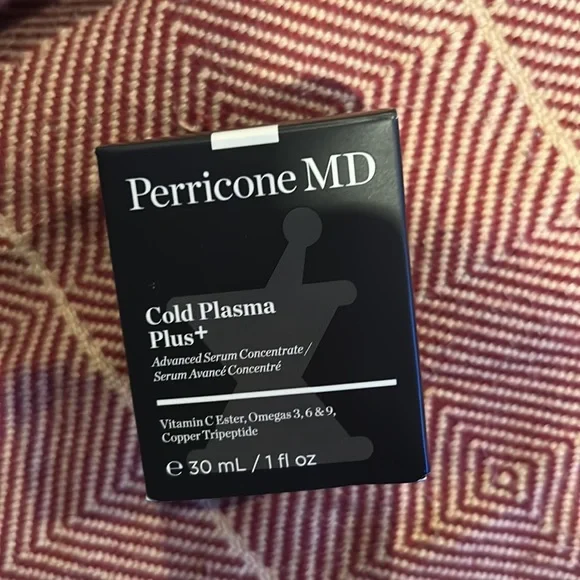 Perricone MD
Cold Plasma
Plus+
Advanced Serum Concentrate /
Serum Avancé Concentré
Vitamin C Ester, Omegas 3, 6 & 9,
Copper Tripeptide
℮ 30 mL / 1 fl oz